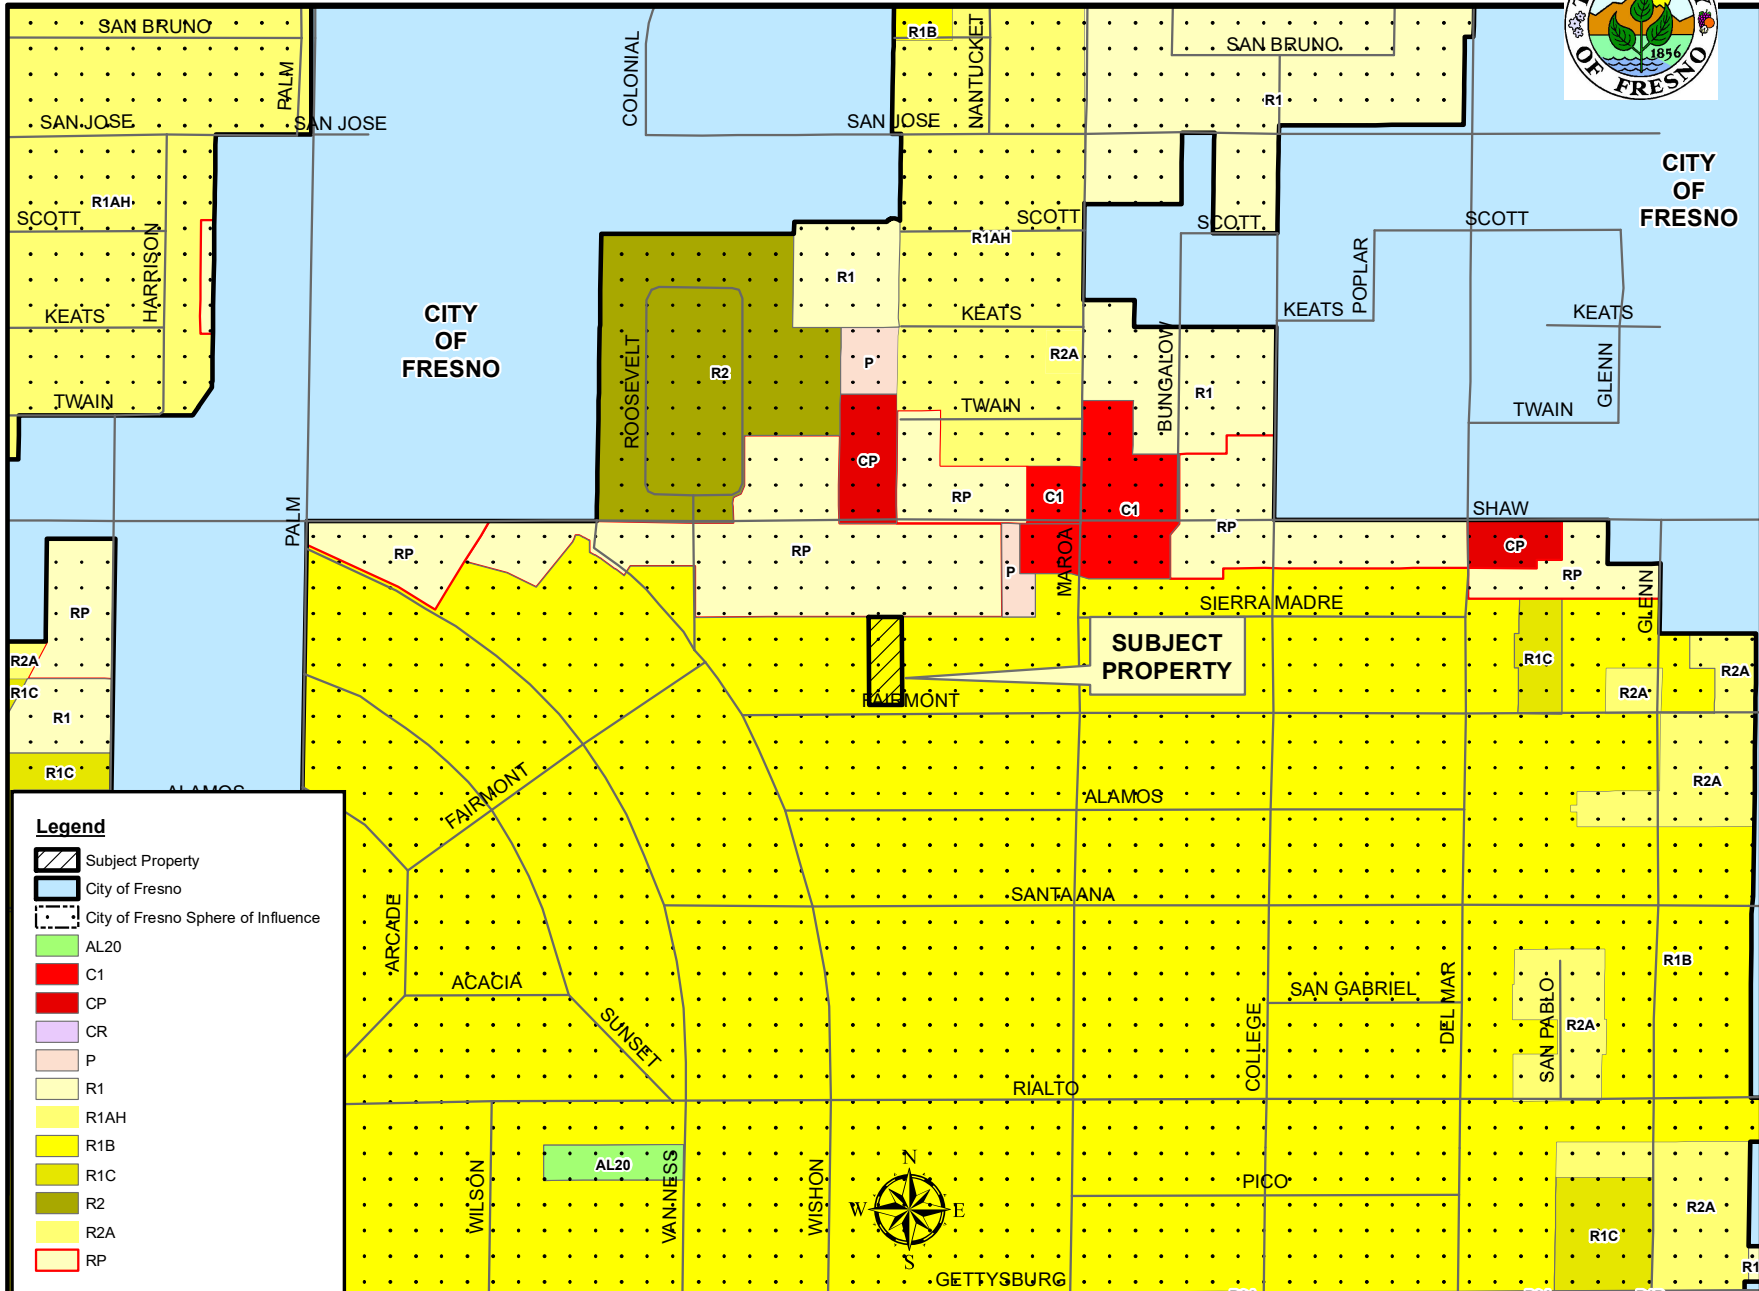 SAN BRUNO
PALM
COLONIAL
R1B
NANTUCKET
SAN BRUNO
1856
OF FRESNO
R1
SAN JOSE
SAN JOSE
SAN JOSE
CITY
OF
FRESNO
R1AH
SCOTT
HARRISON
SCOTT
R1AH
SCOTT
SCOTT
POPLAR
R1
KEATS
CITY
OF
FRESNO
KEATS
KEATS
KEATS
ROOSEVELT
R2
P
R2A
BUNGALOW
R1
GLENN
TWAIN
TWAIN
TWAIN
CP
RP
C1
C1
PALM
SHAW
RP
RP
RP
CP
RP
P
MAROA
GLENN
RP
SIERRA MADRE
SUBJECT
PROPERTY
R2A
R1C
R1C
R2A
R2A
R1
FAIRMONT
R1C
R2A
ALAMOS
FAIRMONT
ALAMOS
Legend
Subject Property
City of Fresno
City of Fresno Sphere of Influence
AL20
C1
CP
CR
P
R1
R1AH
R1B
R1C
R2
R2A
RP
SANTA ANA
ARCADE
ACACIA
SUNSET
R1B
SAN GABRIEL
DEL MAR
COLLEGE
SAN PABLO
R2A
RIALTO
WILSON
AL20
VAN NESS
WISHON
N
W
E
S
PICO
R2A
R1C
GETTYSBURG
R1